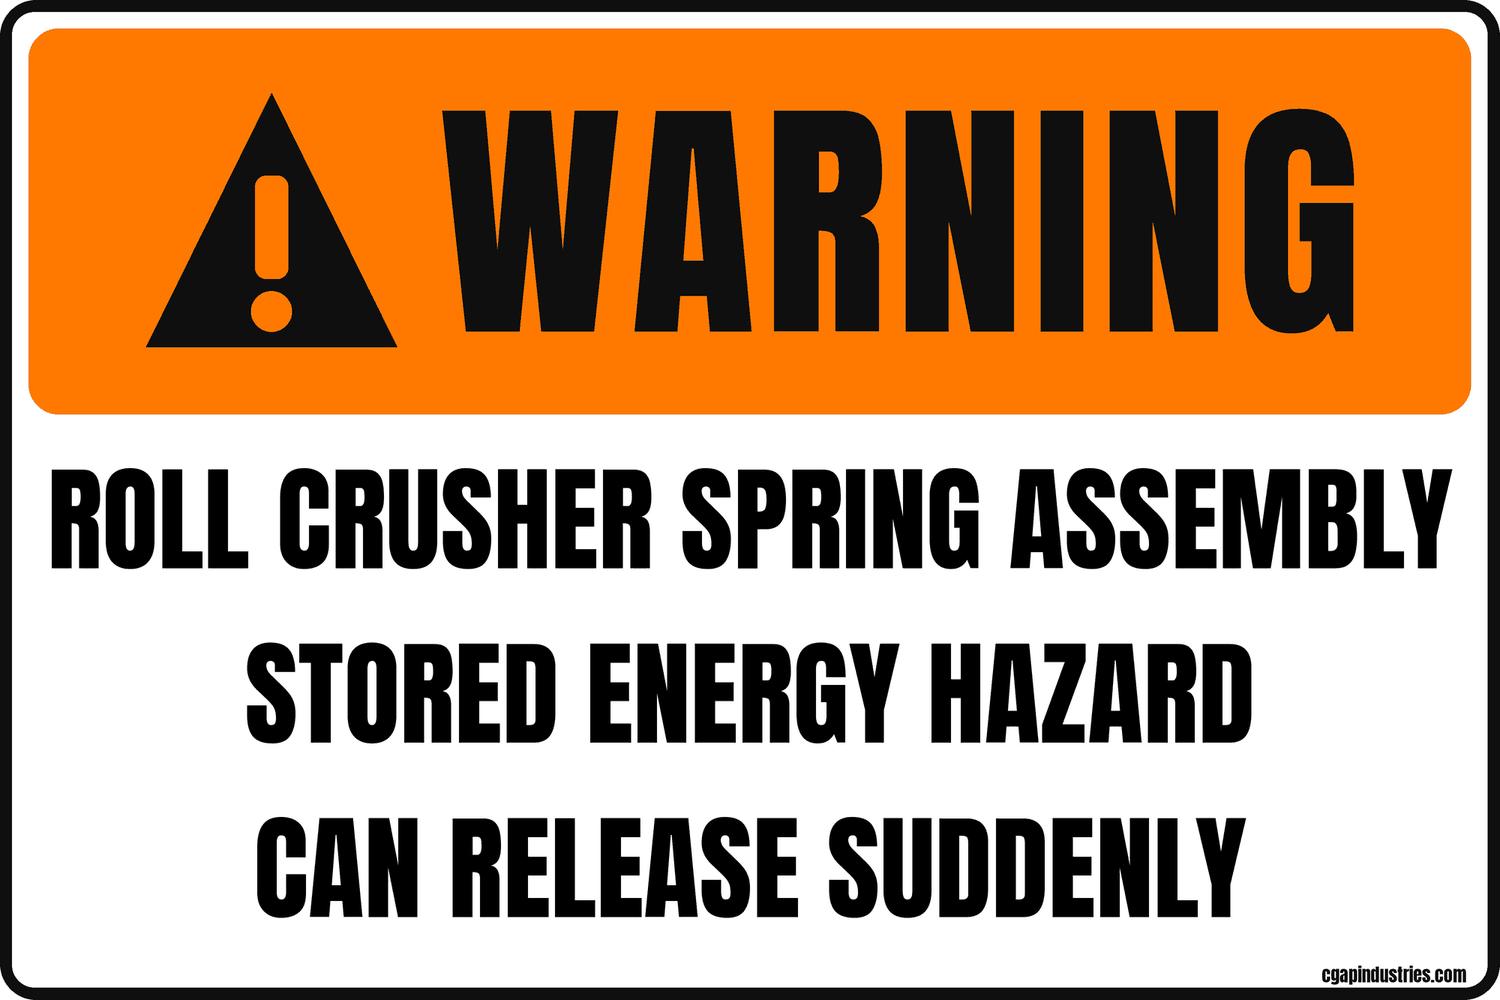 WARNING
ROLL CRUSHER SPRING ASSEMBLY
STORED ENERGY HAZARD
CAN RELEASE SUDDENLY
cgapindustries.com